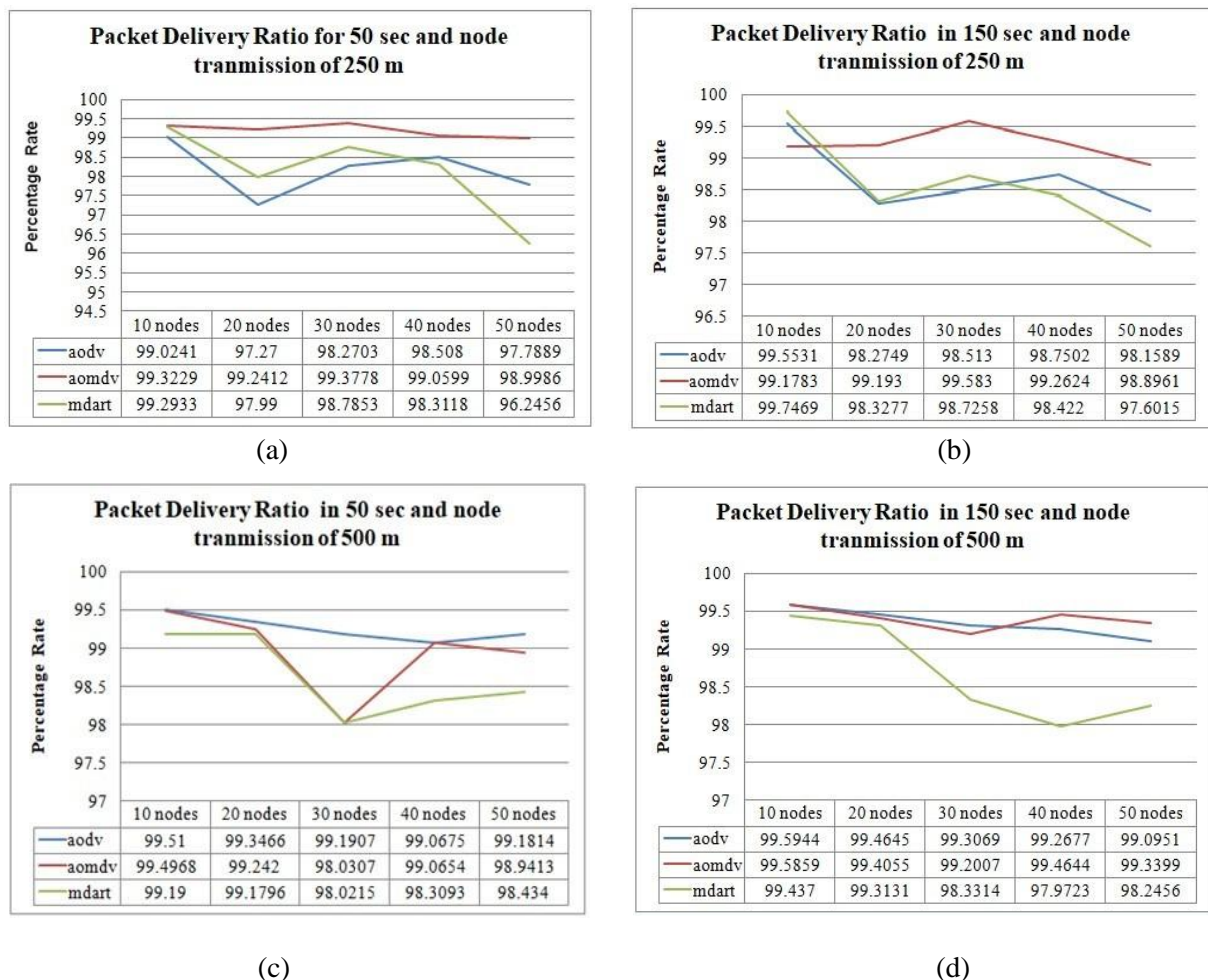 Packet Delivery Ratio for 50 sec and node
tranmission of 250 m
Percentage Rate
100
99.5
99
98.5
98
97.5
97
96.5
96
95.5
95
94.5
10 nodes 20 nodes 30 nodes 40 nodes 50 nodes
aodv 99.0241 97.27 98.2703 98.508 97.7889
aomdv 99.3229 99.2412 99.3778 99.0599 98.9986
mdart 99.2933 97.99 98.7853 98.3118 96.2456
(a)
Packet Delivery Ratio in 150 sec and node
tranmission of 250 m
Percentage Rate
100
99.5
99
98.5
98
97.5
97
96.5
10 nodes 20 nodes 30 nodes 40 nodes 50 nodes
aodv 99.5531 98.2749 98.513 98.7502 98.1589
aomdv 99.1783 99.193 99.583 99.2624 98.8961
mdart 99.7469 98.3277 98.7258 98.422 97.6015
(b)
Packet Delivery Ratio in 50 sec and node
tranmission of 500 m
Percentage Rate
100
99.5
99
98.5
98
97.5
97
10 nodes 20 nodes 30 nodes 40 nodes 50 nodes
aodv 99.51 99.3466 99.1907 99.0675 99.1814
aomdv 99.4968 99.242 98.0307 99.0654 98.9413
mdart 99.19 99.1796 98.0215 98.3093 98.434
(c)
Packet Delivery Ratio in 150 sec and node
tranmission of 500 m
Percentage Rate
100
99.5
99
98.5
98
97.5
97
10 nodes 20 nodes 30 nodes 40 nodes 50 nodes
aodv 99.5944 99.4645 99.3069 99.2677 99.0951
aomdv 99.5859 99.4055 99.2007 99.4644 99.3399
mdart 99.437 99.3131 98.3314 97.9723 98.2456
(d)